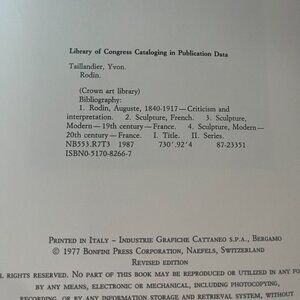 Library of Congress Cataloging in Publication Data
Taillandier, Yvon.
Rodin.
(Crown art library)
Bibliography:
1. Rodin, Auguste, 1840-1917—Criticism and
interpretation. 2. Sculpture, French. 3. Sculpture,
Modern—19th century—France. 4. Sculpture, Modern—
20th century—France. I. Title. II. Series.
NB553.R7T3 1987 730'.92'4 87-23351
ISBN0-5170-8266-7
PRINTED IN ITALY – INDUSTRIE GRAFICHE CATTANEO S.P.A., BERGAMO
© 1977 BONFINI PRESS CORPORATION, NAEFELS, SWITZERLAND
REVISED EDITION
ALL RIGHTS RESERVED. NO PART OF THIS BOOK MAY BE REPRODUCED OR UTILIZED IN ANY FO
BY ANY MEANS, ELECTRONIC OR MECHANICAL, INCLUDING PHOTOCOPYING,
RECORDING, OR BY ANY INFORMATION STORAGE AND RETRIEVAL SYSTEM, WITHOUT